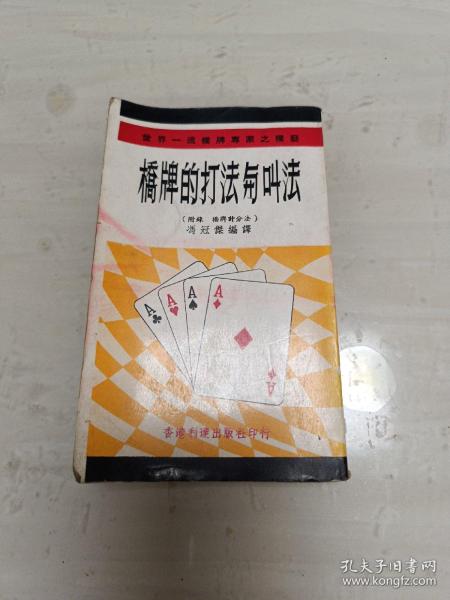 世界一流橋牌專家之模範
橋牌的打法與叫法
(附錄 橋牌計分法)
馮冠傑編譯
A
A
A
A
A
香港利達出版社印行
孔夫子旧书网
www.kongfz.com